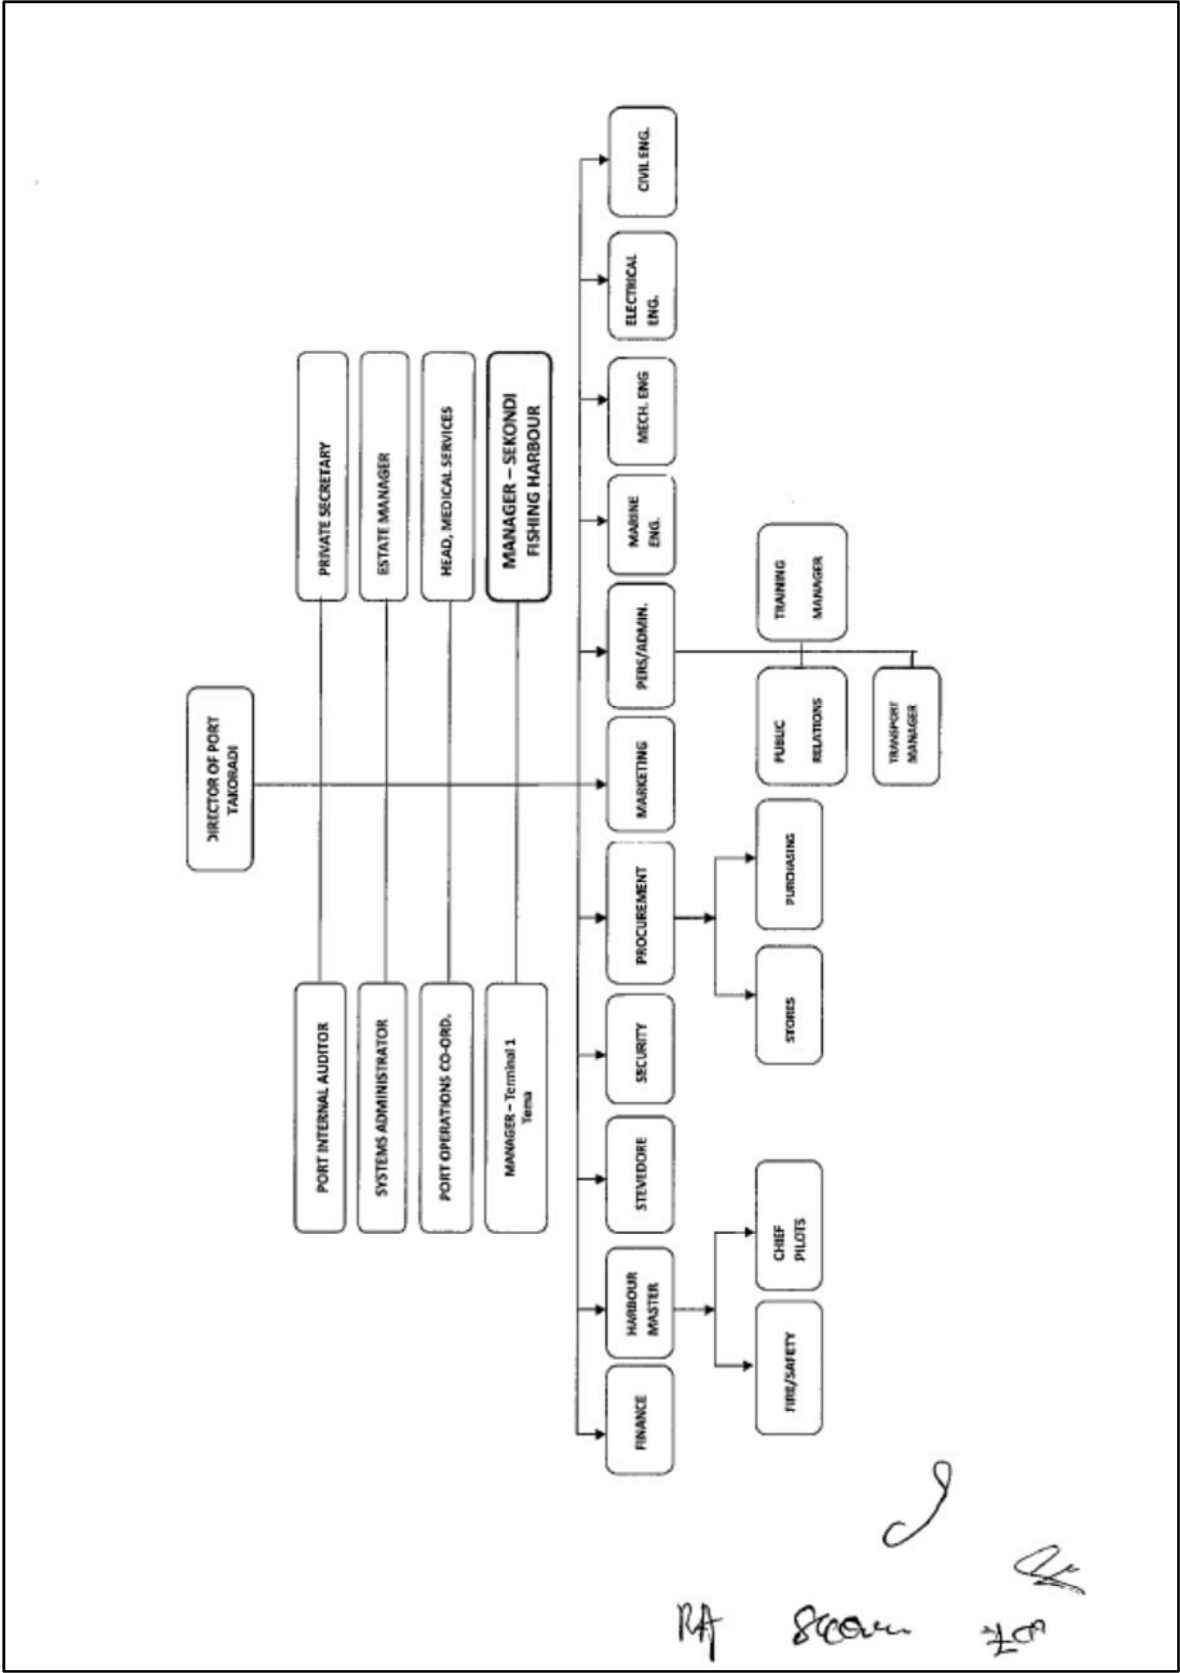 DIRECTOR OF PORT
TAKORADI
PORT INTERNAL AUDITOR
PRIVATE SECRETARY
SYSTEMS ADMINISTRATOR
ESTATE MANAGER
PORT OPERATIONS CO-ORD.
HEAD, MEDICAL SERVICES
MANAGER – Terminal 1
Tema
MANAGER – SEKONDI
FISHING HARBOUR
FINANCE
HARBOUR
MASTER
STEVEDORE
SECURITY
PROCUREMENT
MARKETING
PERS/ADMIN.
MARINE
ENG.
MECH. ENG
ELECTRICAL
ENG.
CIVIL ENG.
FIRE/SAFETY
CHIEF
PILOTS
STORES
PURCHASING
PUBLIC
RELATIONS
TRAINING
MANAGER
TRANSPORT
MANAGER
RA